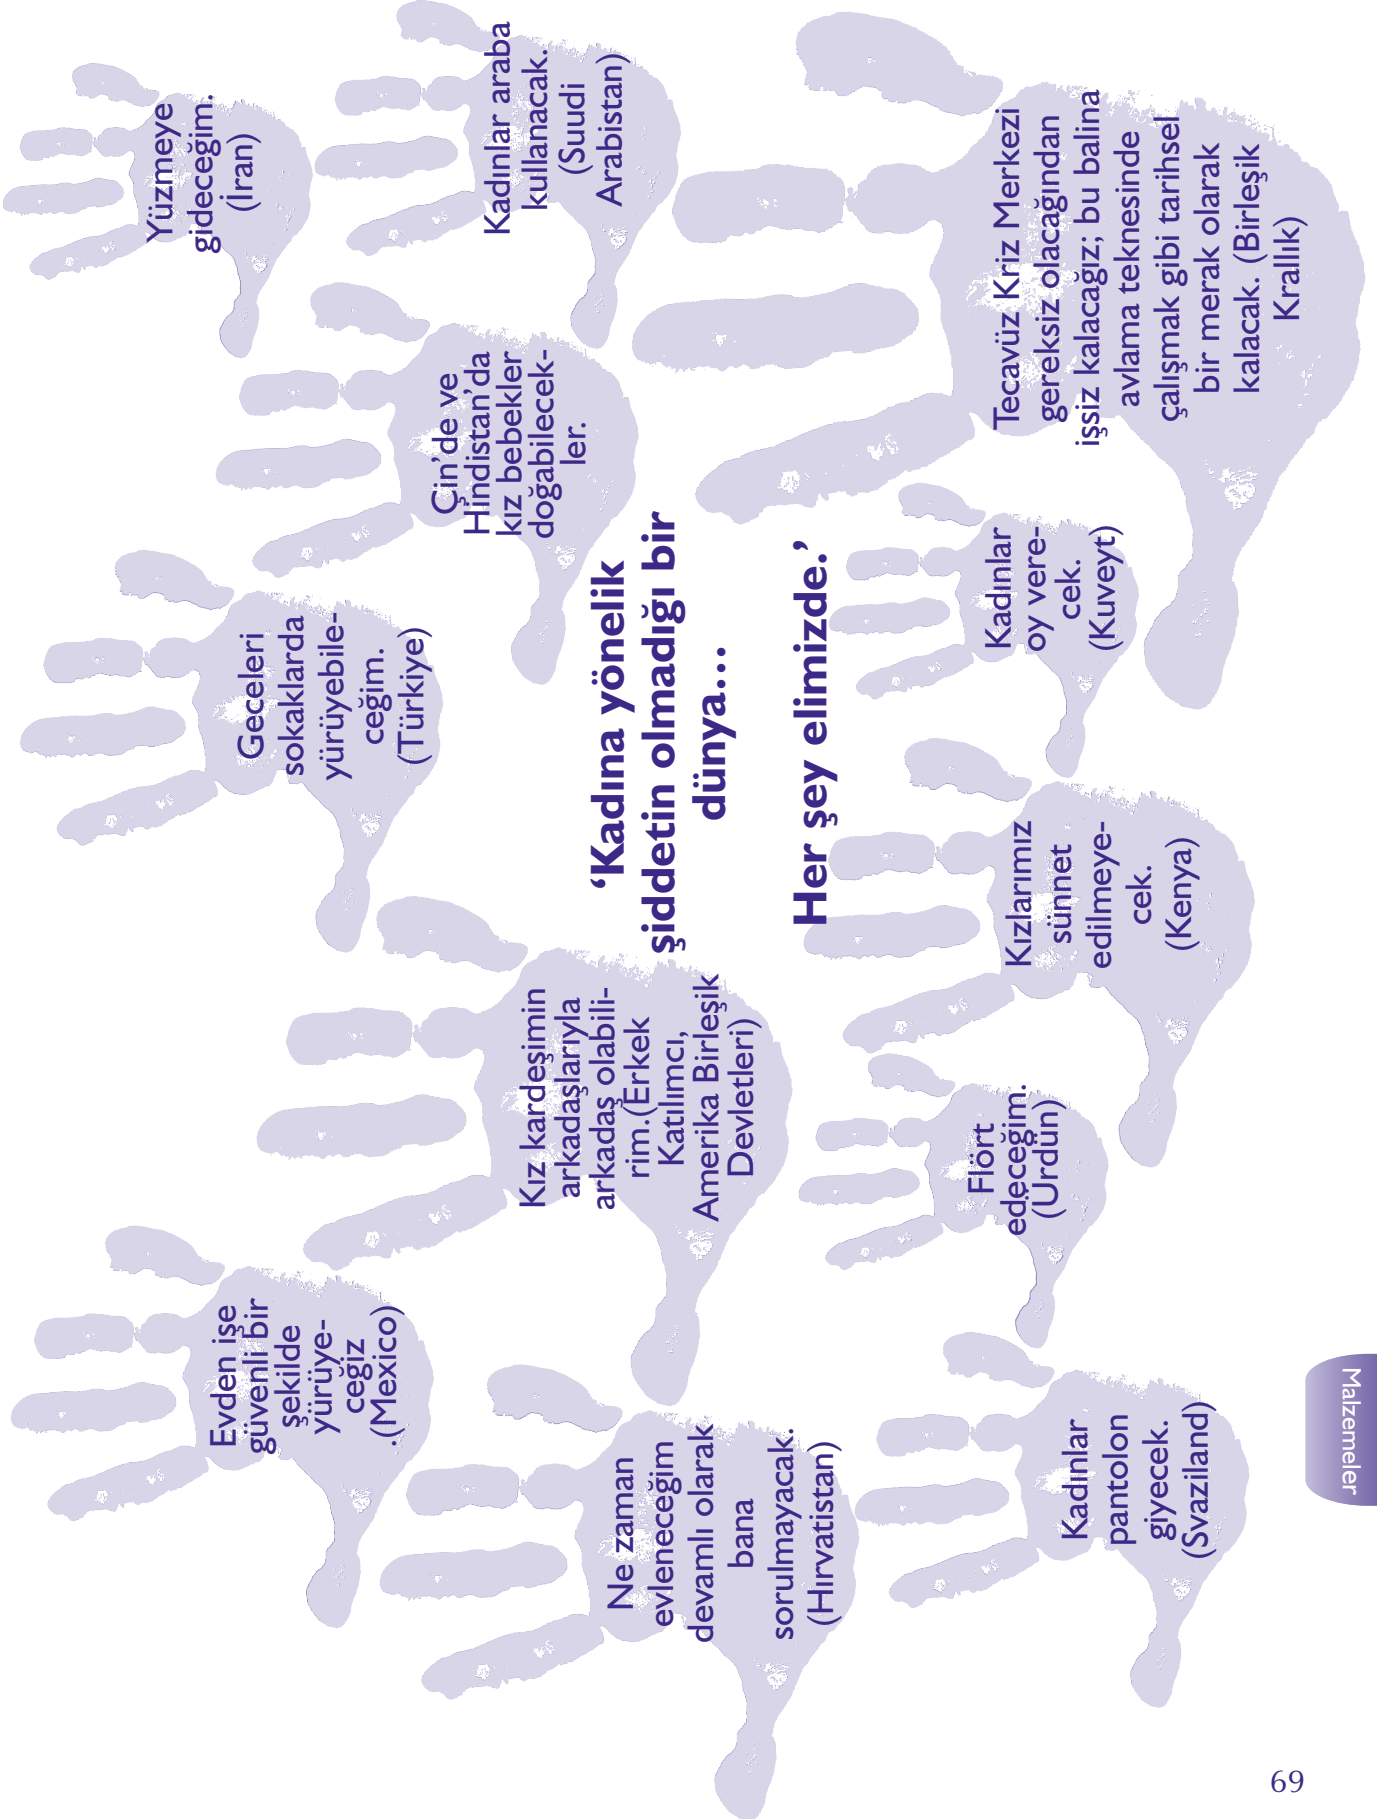 Evden işe
güvenli bir
şekilde
yürüye-
ceğiz
.(Mexico)
Geceleri
sokaklarda
yürüyebile-
ceğim.
(Türkiye)
Yüzmeye
gideceğim.
(İran)
Kız kardeşimin
arkadaşlarıyla
arkadaş olabili-
rim.(Erkek
Katılımcı,
Amerika Birleşik
Devletleri)
Çin’de ve
Hindistan’da
kız bebekler
doğabilecek-
ler.
Kadınlar araba
kullanacak.
(Suudi
Arabistan)
Ne zaman
evleneceğim
devamlı olarak
bana
sorulmayacak.
(Hırvatistan)
‘Kadına yönelik
şiddetin olmadığı bir
dünya...
Her şey elimizde.’
Kadınlar
pantolon
giyecek.
(Svaziland)
Flört
edeceğim.
(Ürdün)
Kızlarımız
sünnet
edilmeye-
cek.
(Kenya)
Kadınlar
oy vere-
cek.
(Kuveyt)
Tecavüz Kriz Merkezi
gereksiz olacağından
işsiz kalacağız; bu balina
avlama teknesinde
çalışmak gibi tarihsel
bir merak olarak
kalacak. (Birleşik
Krallık)
Malzemeler
69